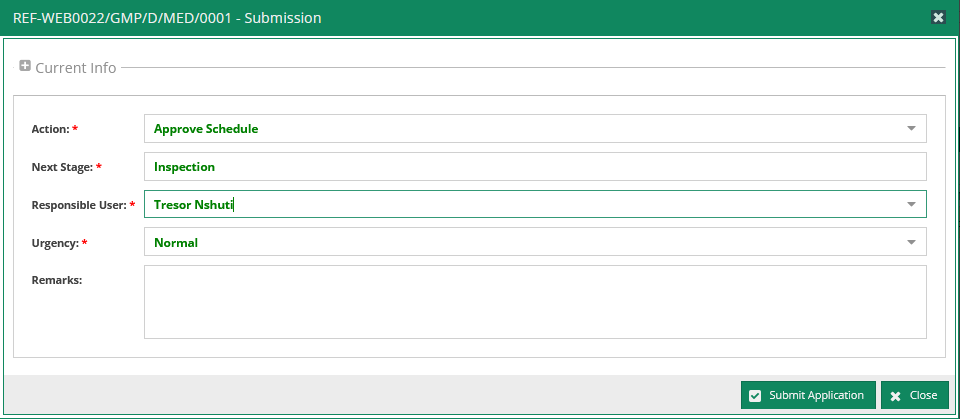 REF-WEB0022/GMP/D/MED/0001 - Submission
Current Info
Action: * Approve Schedule
Next Stage: * Inspection
Responsible User: * Tresor Nshuti
Urgency: * Normal
Remarks:
Submit Application Close